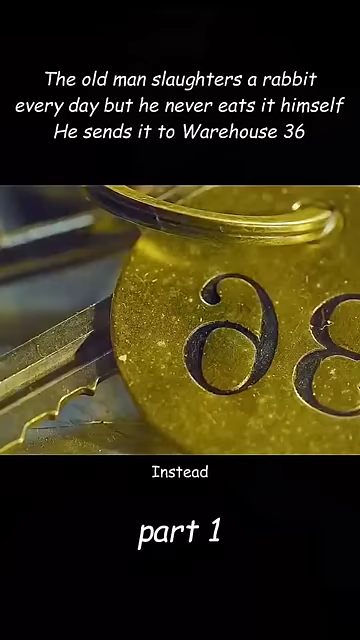 The old man slaughters a rabbit
every day but he never eats it himself
He sends it to Warehouse 36
Instead
part 1